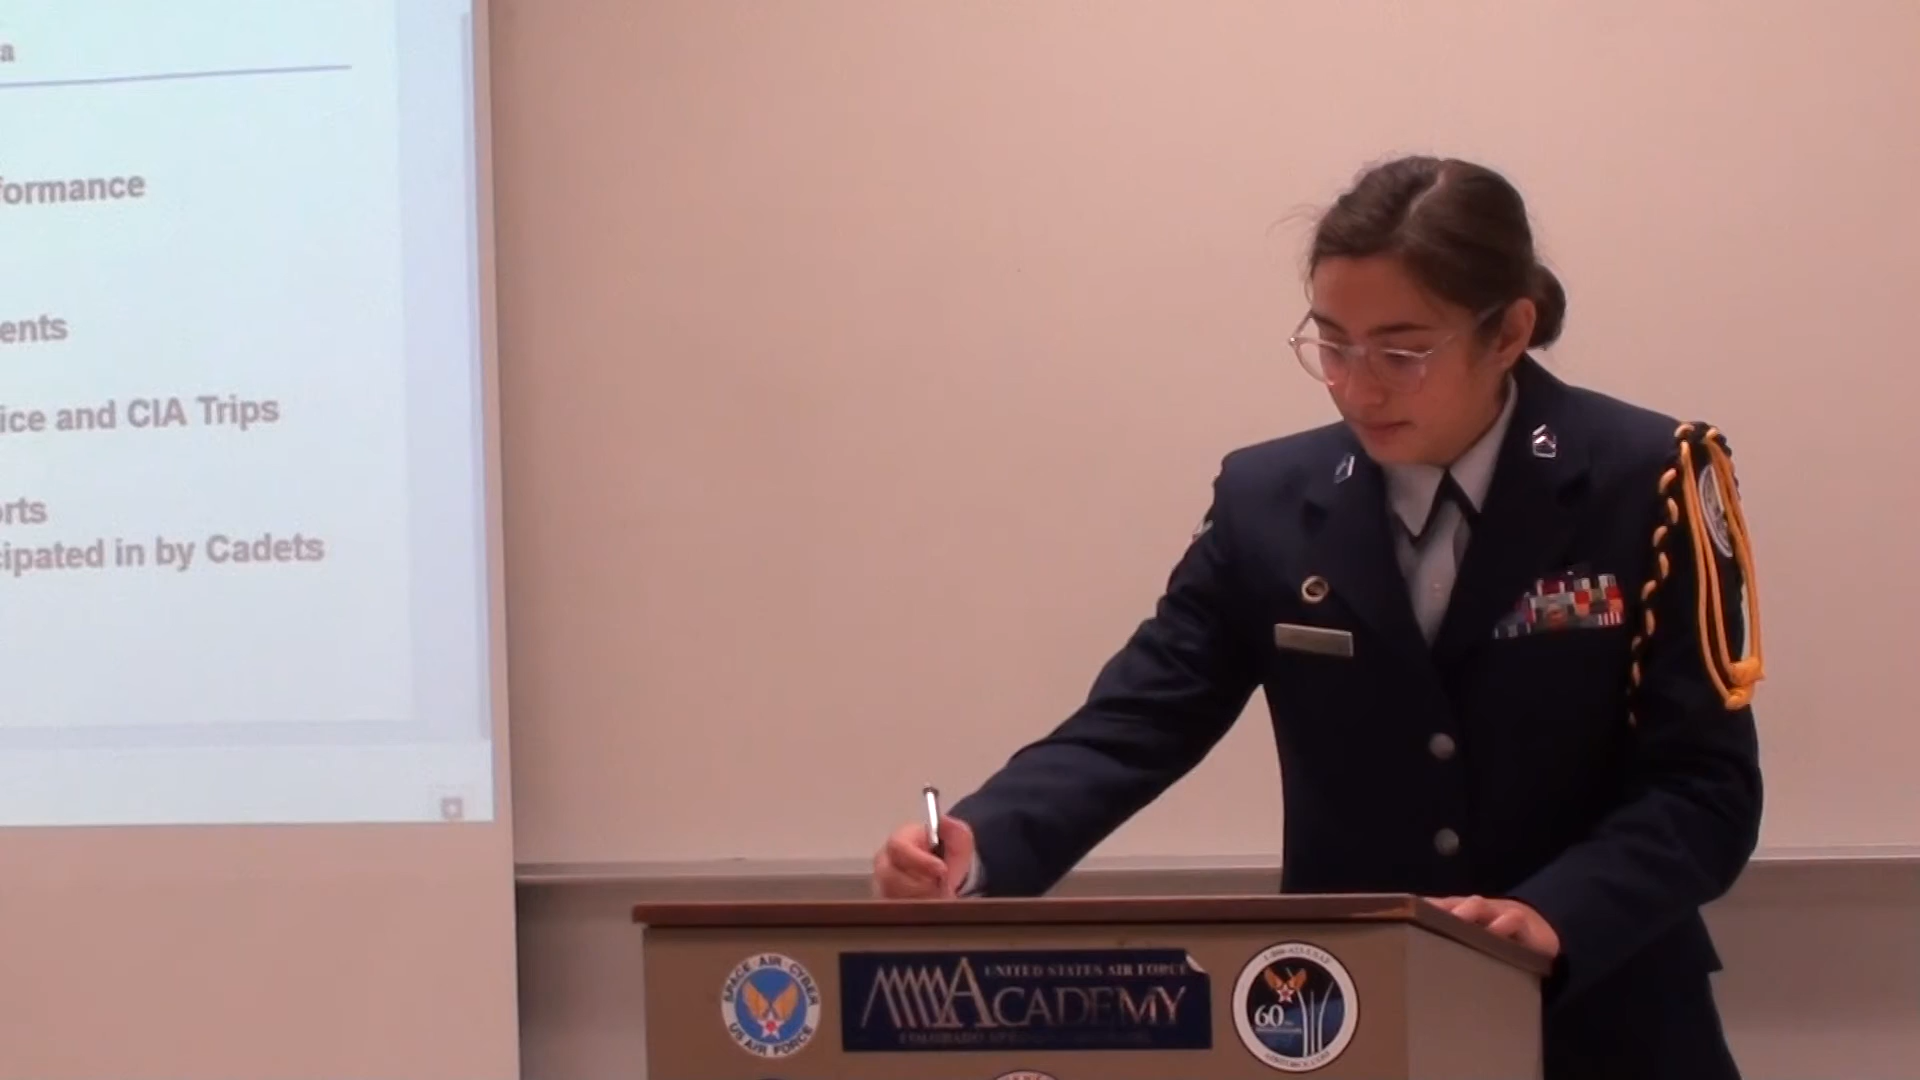 a
formance
ents
ice and CIA Trips
orts
cipated in by Cadets
SPACE AIR CYBER
US AIR FORCE
UNITED STATES AIR FORCE
ACADEMY
60